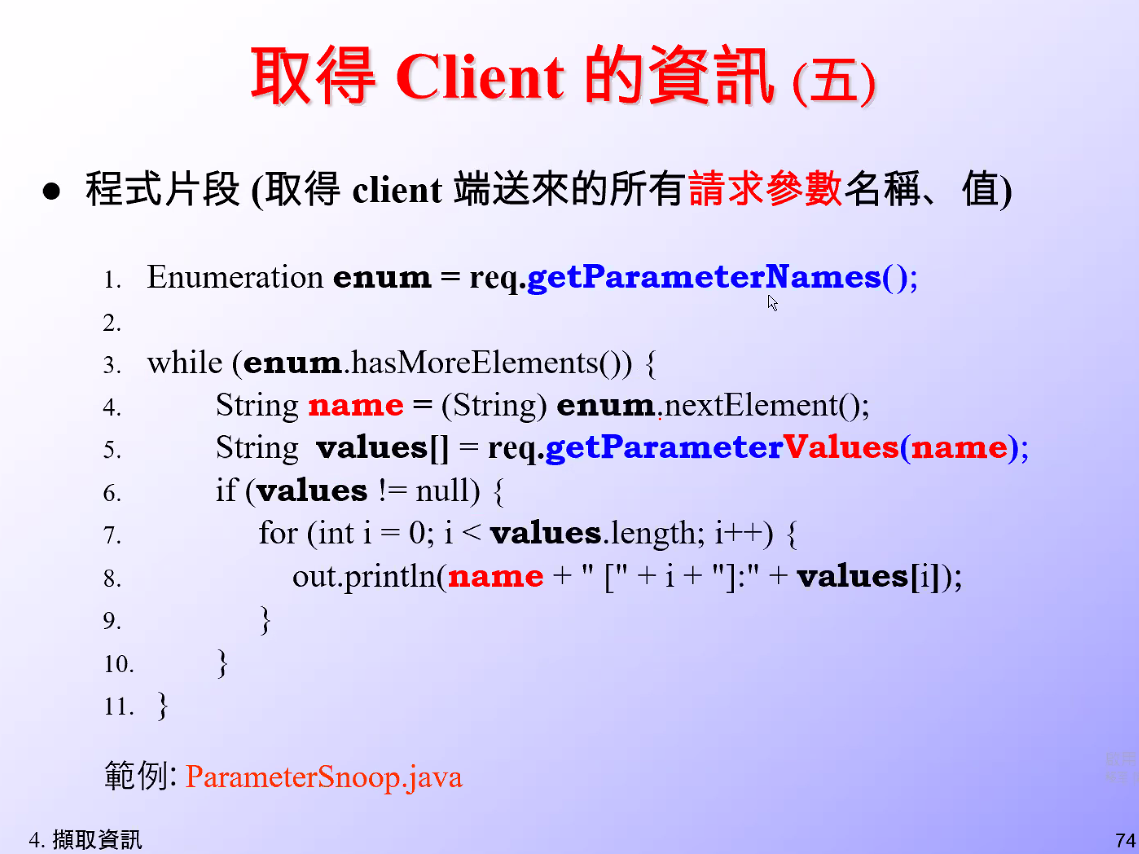 取得 Client 的資訊 (五)
● 程式片段 (取得 client 端送來的所有請求參數名稱、值)
1. Enumeration enum = req.getParameterNames();
2.
3. while (enum.hasMoreElements()) {
4. String name = (String) enum.nextElement();
5. String values[] = req.getParameterValues(name);
6. if (values != null) {
7. for (int i = 0; i < values.length; i++) {
8. out.println(name + " [" + i + "]:" + values[i]);
9. }
10. }
11. }
範例: ParameterSnoop.java
4. 擷取資訊
74